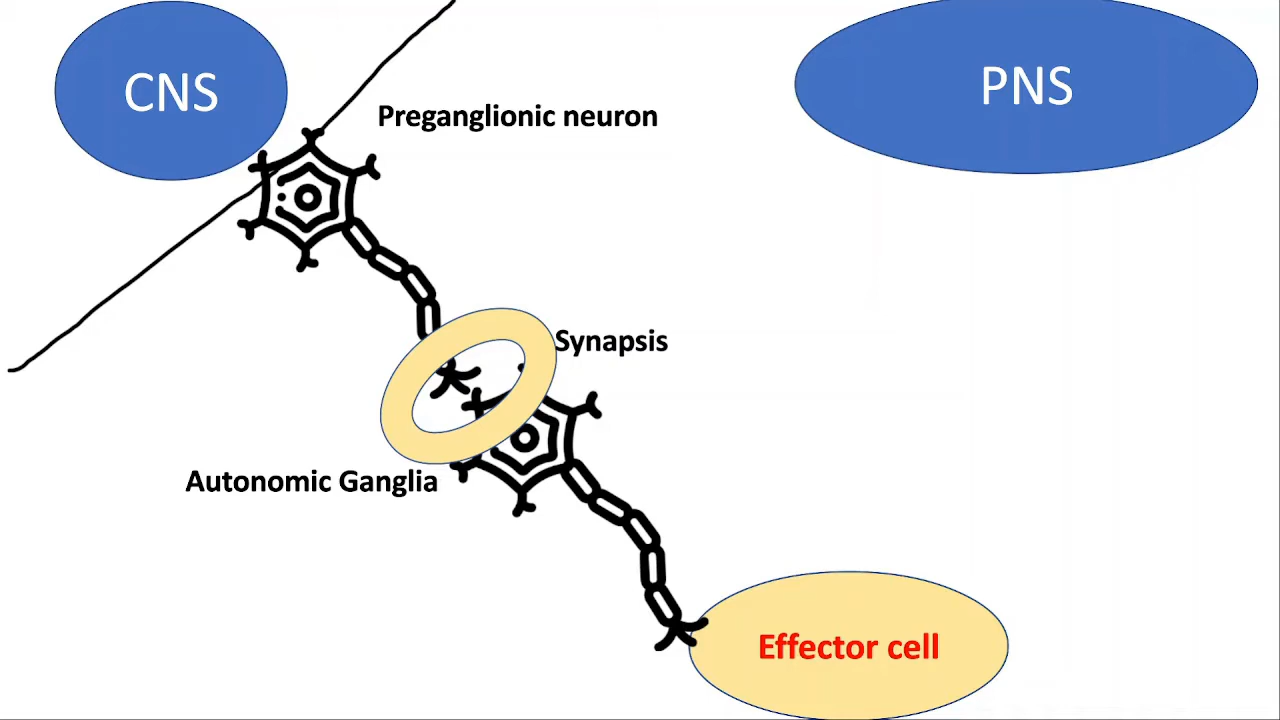 CNS
PNS
Preganglionic neuron
Synapsis
Autonomic Ganglia
Effector cell